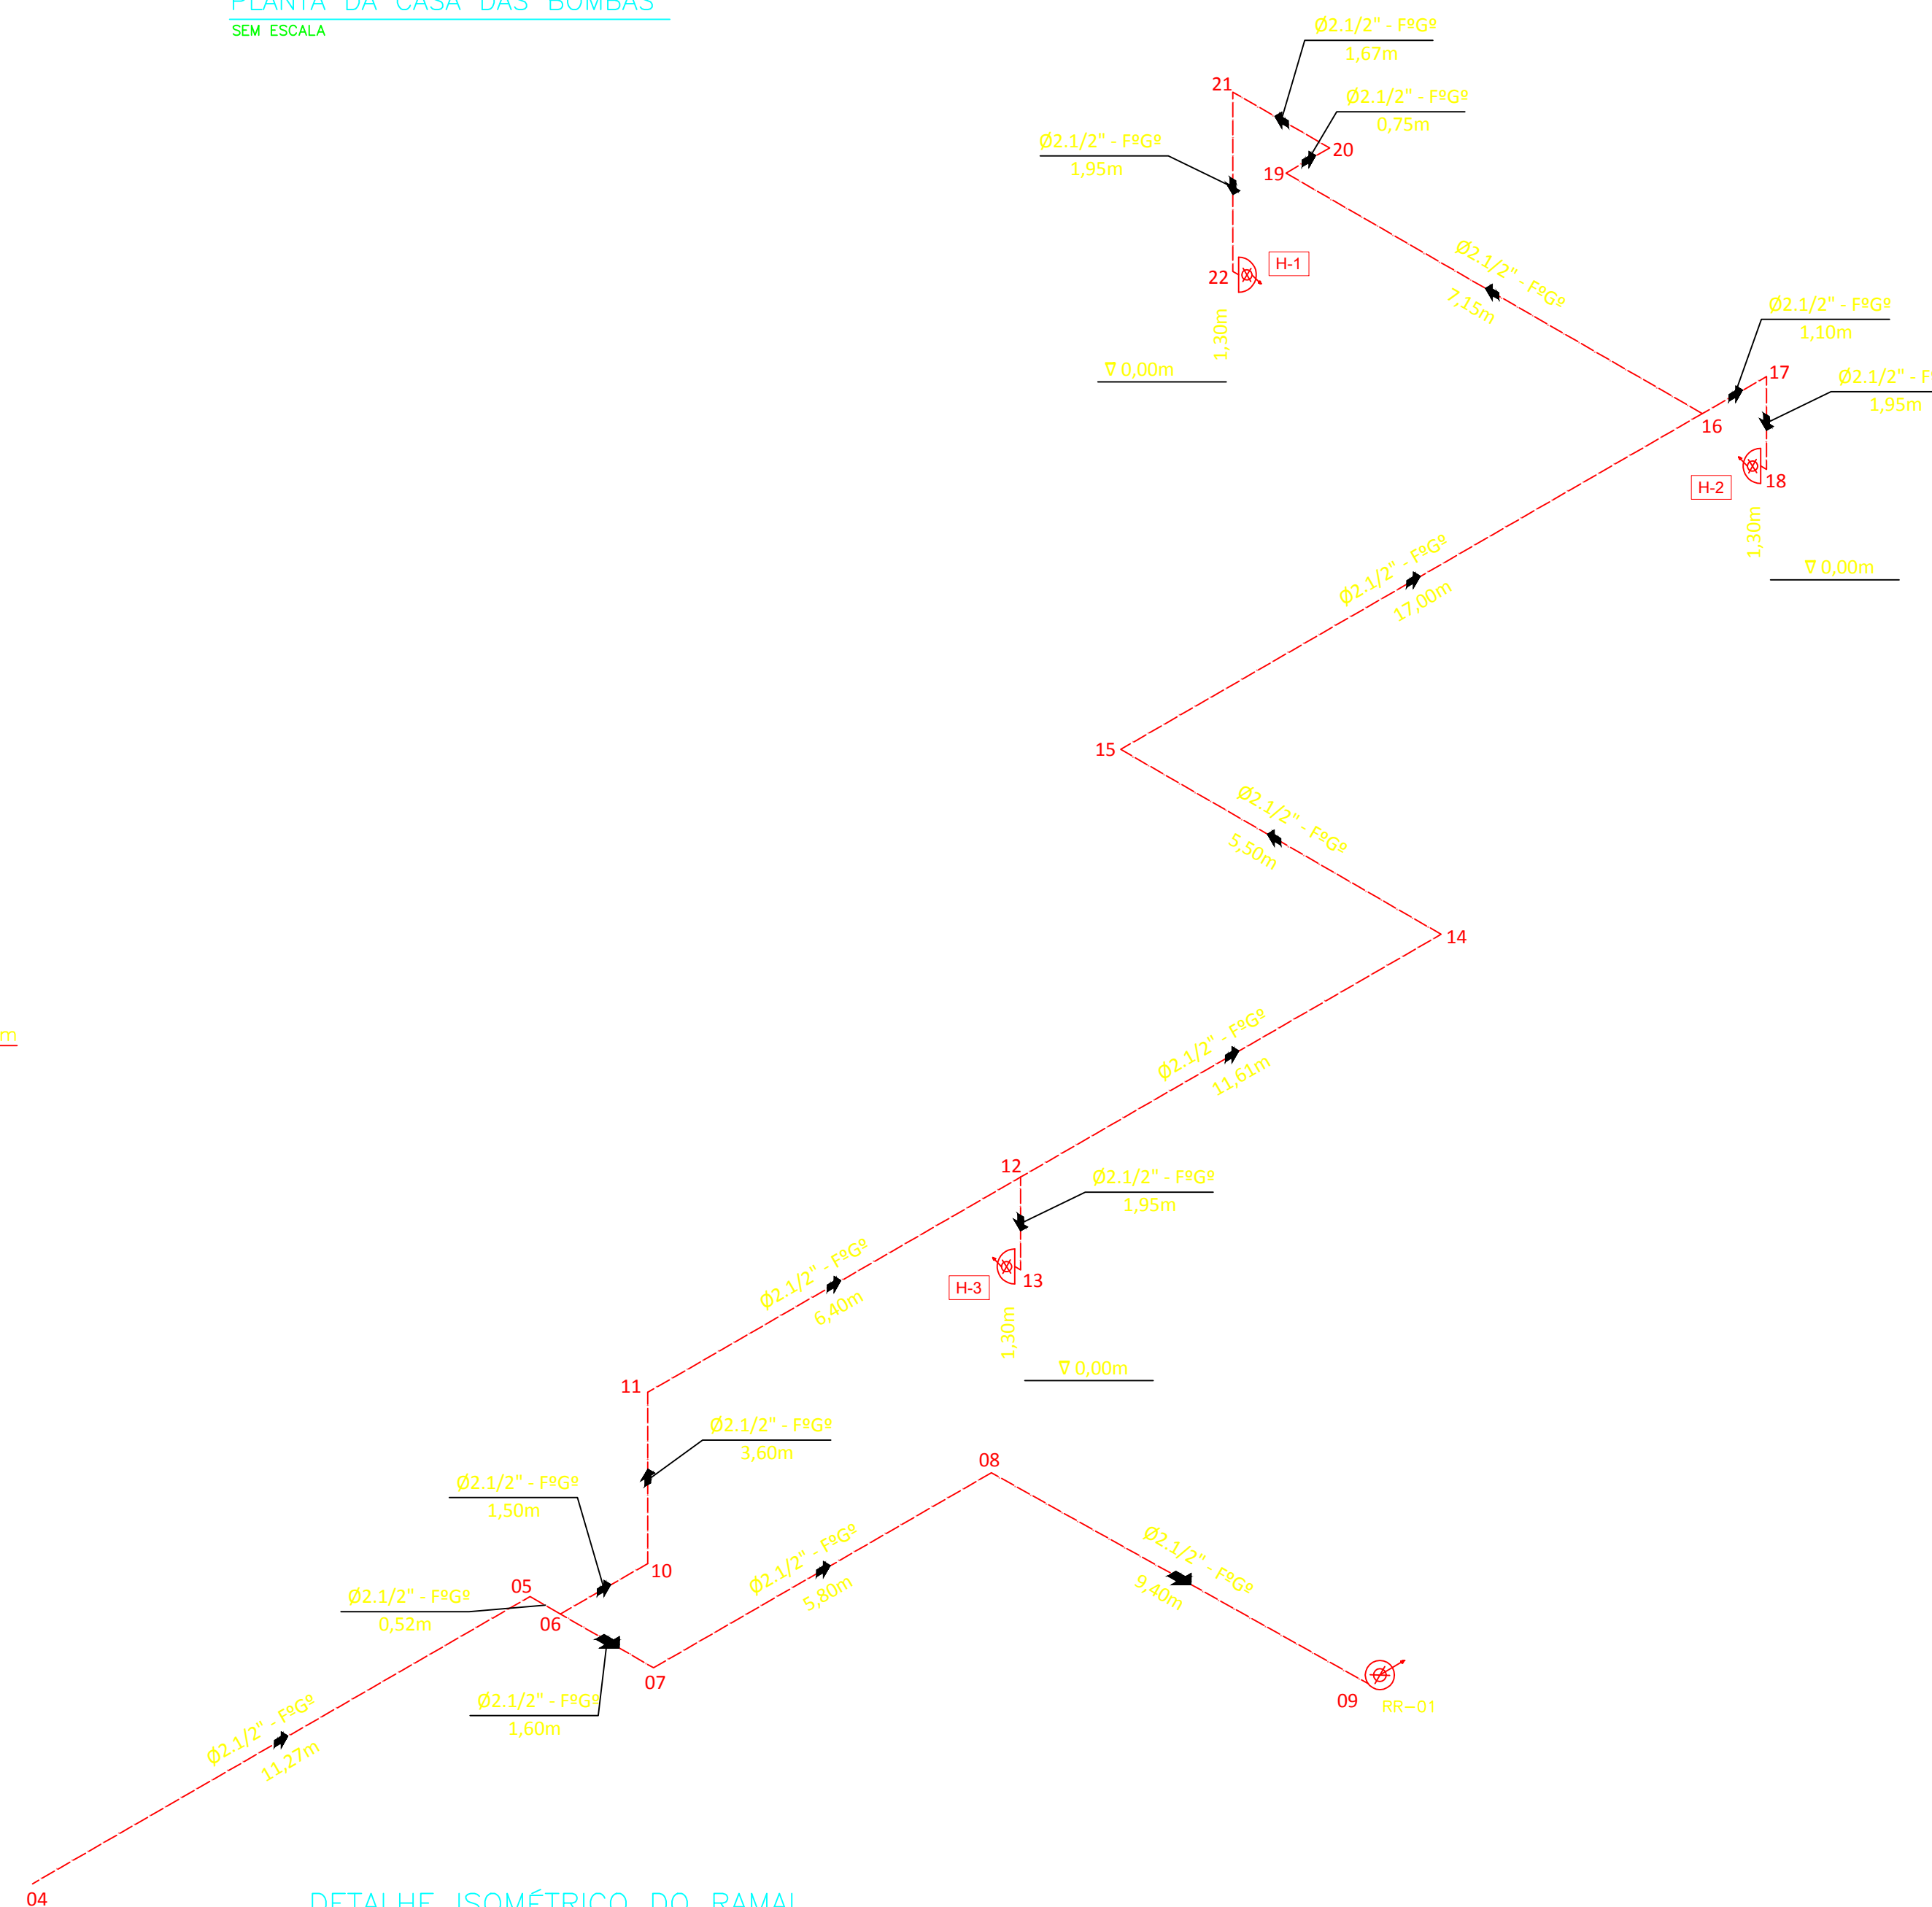 PLANTA DA CASA DAS BOMBAS
SEM ESCALA
Ø2.1/2" - FºGº
1,67m
21
Ø2.1/2" - FºGº
0,75m
Ø2.1/2" - FºGº
1,95m
20
19
H-1
22
Ø2.1/2" - FºGº
7,15m
1,30m
∇ 0,00m
Ø2.1/2" - FºGº
1,10m
17
Ø2.1/2" - F
1,95m
16
H-2
18
1,30m
∇ 0,00m
Ø2.1/2" - FºGº
17,00m
15
Ø2.1/2" - FºGº
5,50m
14
m
Ø2.1/2" - FºGº
11,61m
12
Ø2.1/2" - FºGº
1,95m
H-3
13
1,30m
∇ 0,00m
Ø2.1/2" - FºGº
6,40m
11
Ø2.1/2" - FºGº
3,60m
08
Ø2.1/2" - FºGº
1,50m
10
05
Ø2.1/2" - FºGº
0,52m
06
Ø2.1/2" - FºGº
5,80m
Ø2.1/2" - FºGº
9,40m
07
09
RR-01
Ø2.1/2" - FºGº
1,60m
Ø2.1/2" - FºGº
11,27m
04
DETALHE ISOMÉTRICO DO RAMAL